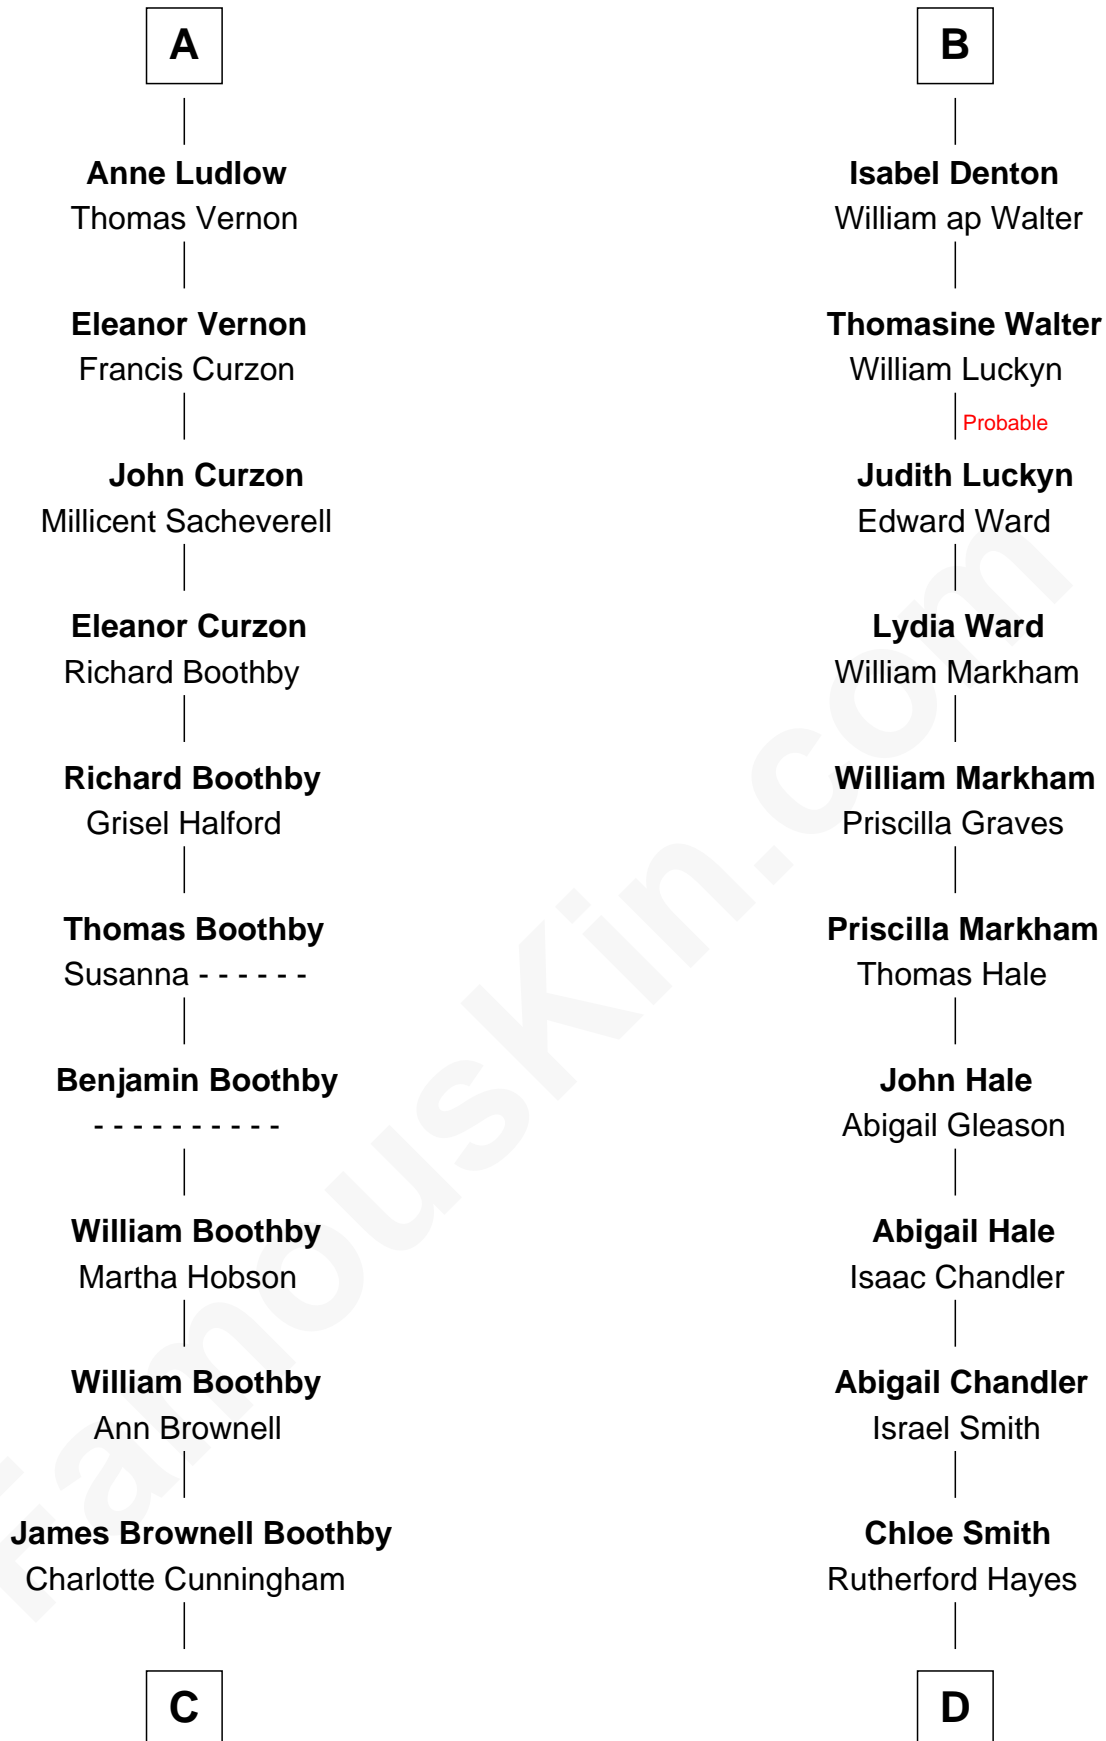 A
Anne Ludlow
Thomas Vernon
Eleanor Vernon
Francis Curzon
John Curzon
Millicent Sacheverell
Eleanor Curzon
Richard Boothby
Richard Boothby
Grisel Halford
Thomas Boothby
Susanna - - - - - -
Benjamin Boothby
- - - - - - - - - -
William Boothby
Martha Hobson
William Boothby
Ann Brownell
James Brownell Boothby
Charlotte Cunningham
C
B
Isabel Denton
William ap Walter
Thomasine Walter
William Luckyn
Probable
Judith Luckyn
Edward Ward
Lydia Ward
William Markham
William Markham
Priscilla Graves
Priscilla Markham
Thomas Hale
John Hale
Abigail Gleason
Abigail Hale
Isaac Chandler
Abigail Chandler
Israel Smith
Chloe Smith
Rutherford Hayes
D
FamousKin.com